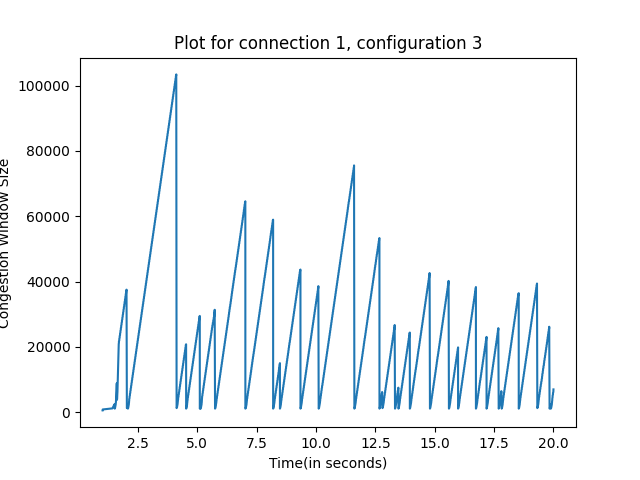 Plot for connection 1, configuration 3
100000
80000
60000
40000
20000
0
Congestion Window Size
2.5 5.0 7.5 10.0 12.5 15.0 17.5 20.0
Time(in seconds)